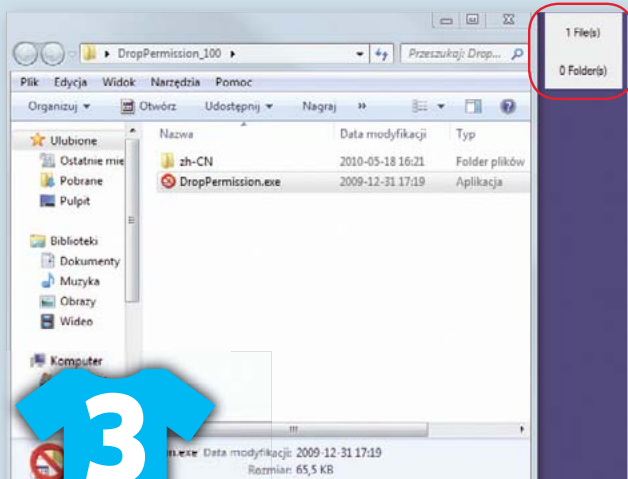 1 File(s)
0 Folder(s)
DropPermission_100
Przeszukaj: Drop...
Plik Edycja Widok Narzędzia Pomoc
Organizuj Otwórz Udostępnij Nagraj »
Ulubione
Ostatnie mie
Pobrane
Pulpit
Biblioteki
Dokumenty
Muzyka
Obrazy
Wideo
Komputer
Nazwa Data modyfikacji Typ
zh-CN 2010-05-18 16:21 Folder plików
DropPermission.exe 2009-12-31 17:19 Aplikacja
3
n.exe Data modyfikacji: 2009-12-31 17:19
Rozmiar: 65,5 KB